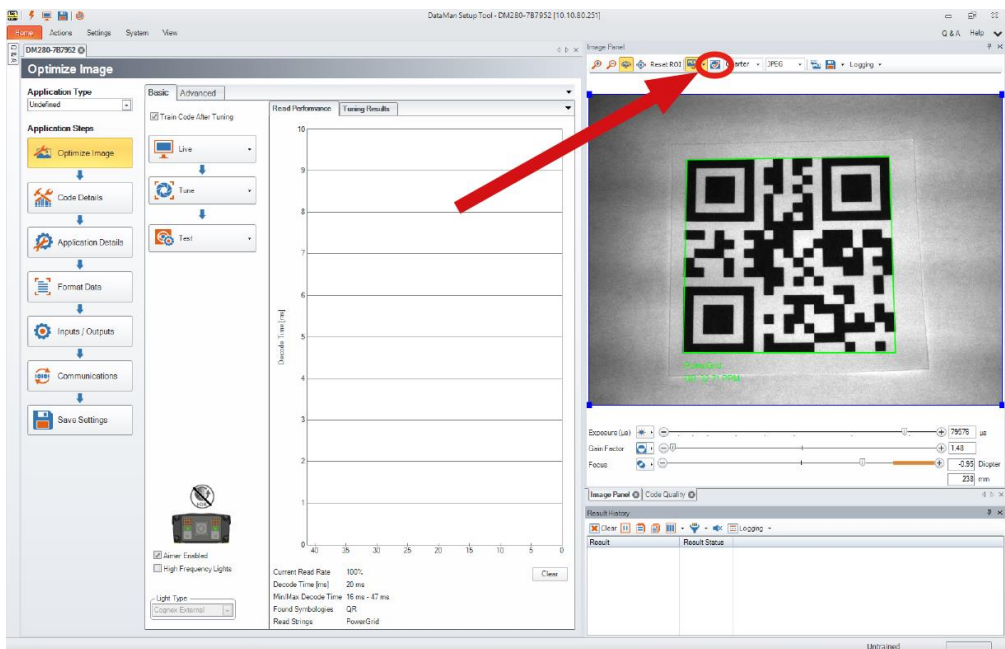 DataMan Setup Tool - DM280-7B7952 [10.10.80.251]
Home Actions Settings System View
Q & A Help
DM280-7B7952
Optimize Image
Application Type
Undefined
Application Steps
Optimize Image
Code Details
Application Details
Format Data
Inputs / Outputs
Communications
Save Settings
Basic Advanced
Train Code After Tuning
Live
Tune
Test
Aimer Enabled
High Frequency Lights
Light Type
Cognex External
Read Performance Tuning Results
Decode Time [ms]
10
9
8
7
6
5
4
3
2
1
0
40 35 30 25 20 15 10 5 0
Current Read Rate 100%
Decode Time [ms] 20 ms
Min/Max Decode Time 16 ms - 47 ms
Found Symbologies QR
Read Strings PowerGrid
Clear
Image Panel
Reset ROI JPEG Logging
PowerGrid
Exposure (µs) 79576 µs
Gain Factor 1.48
Focus -0.95 Diopter
238 mm
Image Panel Code Quality
Result History
Clear Logging
Result Result Status
Untrained